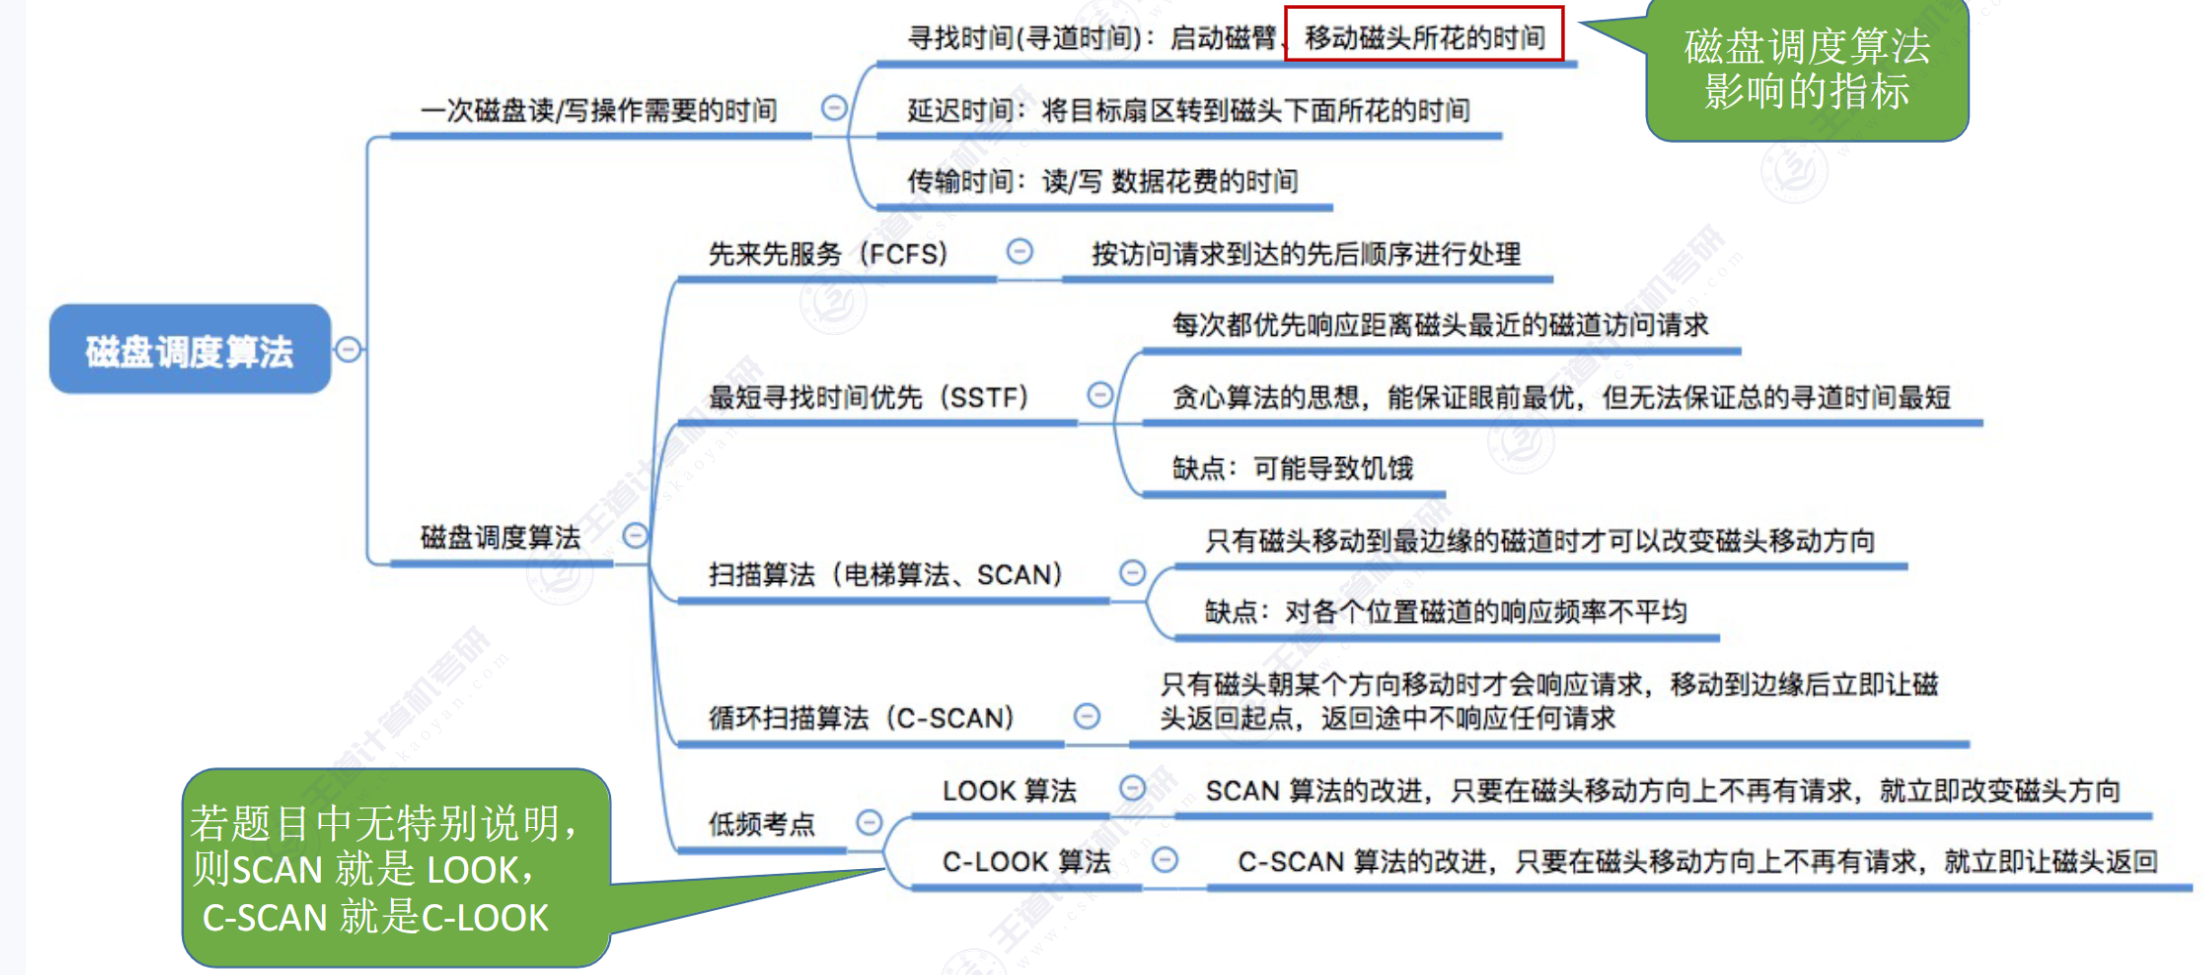 寻找时间(寻道时间)：启动磁臂、移动磁头所花的时间
磁盘调度算法
影响的指标
一次磁盘读/写操作需要的时间
延迟时间：将目标扇区转到磁头下面所花的时间
传输时间：读/写 数据花费的时间
先来先服务（FCFS）
按访问请求到达的先后顺序进行处理
磁盘调度算法
每次都优先响应距离磁头最近的磁道访问请求
最短寻找时间优先（SSTF）
贪心算法的思想，能保证眼前最优，但无法保证总的寻道时间最短
缺点：可能导致饥饿
磁盘调度算法
只有磁头移动到最边缘的磁道时才可以改变磁头移动方向
扫描算法（电梯算法、SCAN）
缺点：对各个位置磁道的响应频率不平均
循环扫描算法（C-SCAN）
只有磁头朝某个方向移动时才会响应请求，移动到边缘后立即让磁
头返回起点，返回途中不响应任何请求
低频考点
LOOK 算法
SCAN 算法的改进，只要在磁头移动方向上不再有请求，就立即改变磁头方向
C-LOOK 算法
C-SCAN 算法的改进，只要在磁头移动方向上不再有请求，就立即让磁头返回
若题目中无特别说明，
则SCAN 就是 LOOK，
C-SCAN 就是C-LOOK
王道计算机考研
www.cskaoyan.com